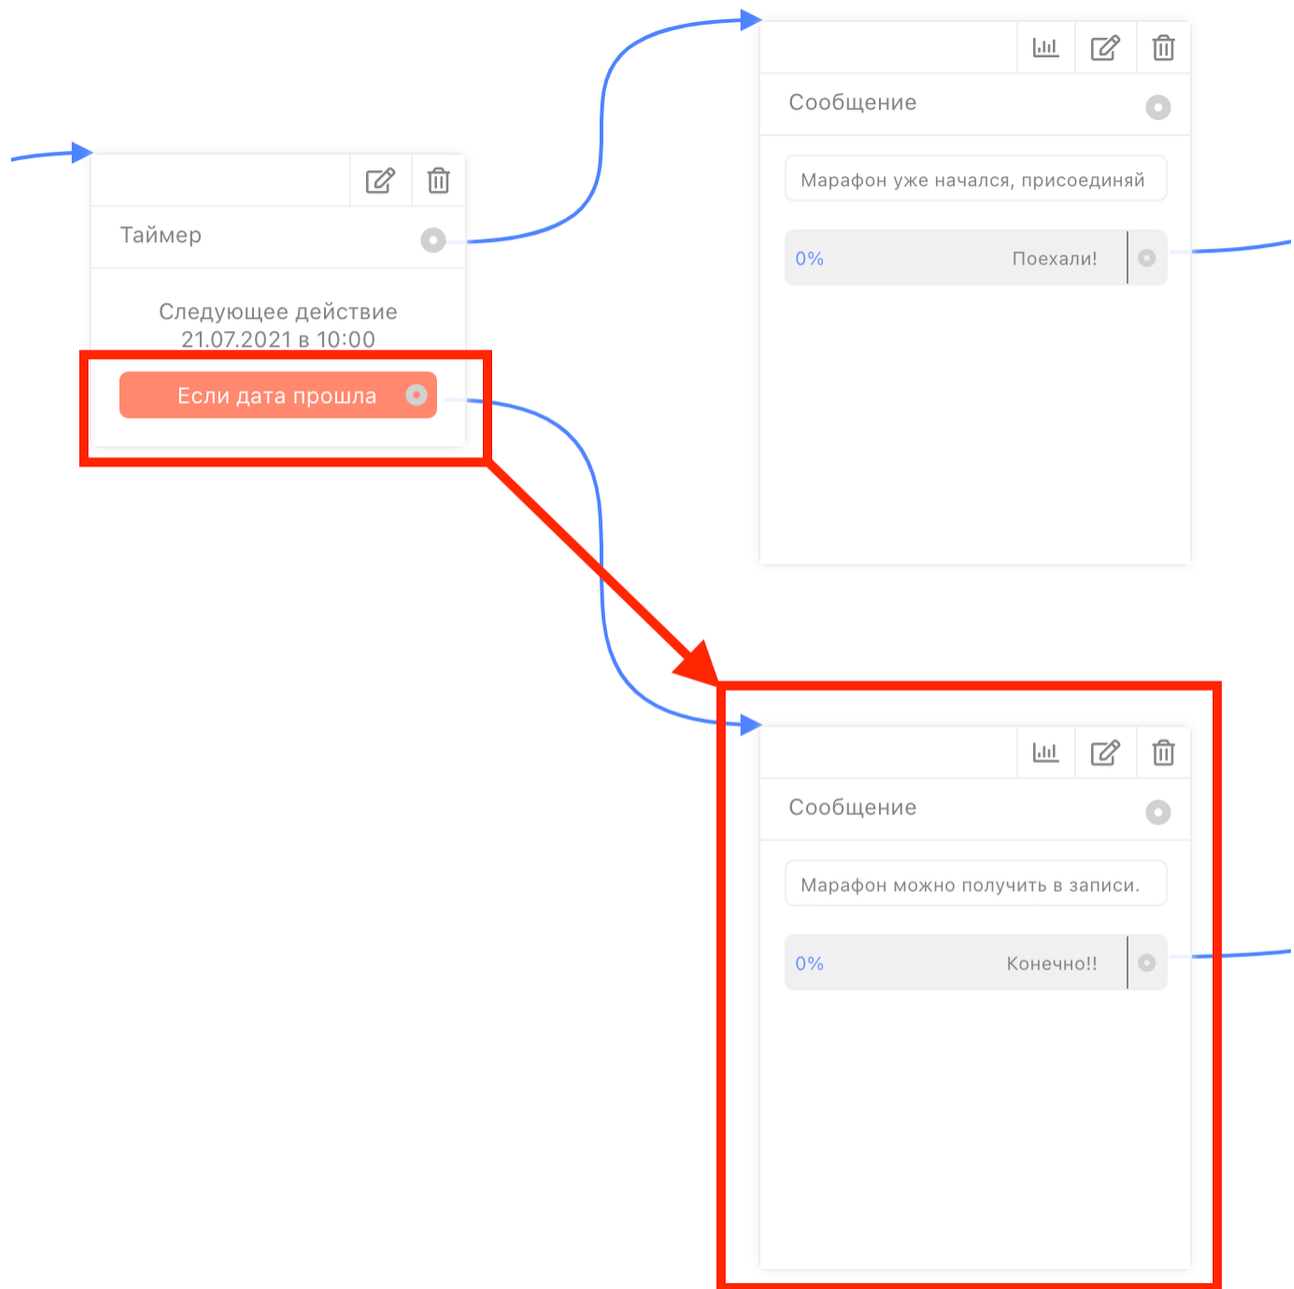 Сообщение
Марафон уже начался, присоединяй
0% Поехали!
Таймер
Следующее действие
21.07.2021 в 10:00
Если дата прошла
Сообщение
Марафон можно получить в записи.
0% Конечно!!